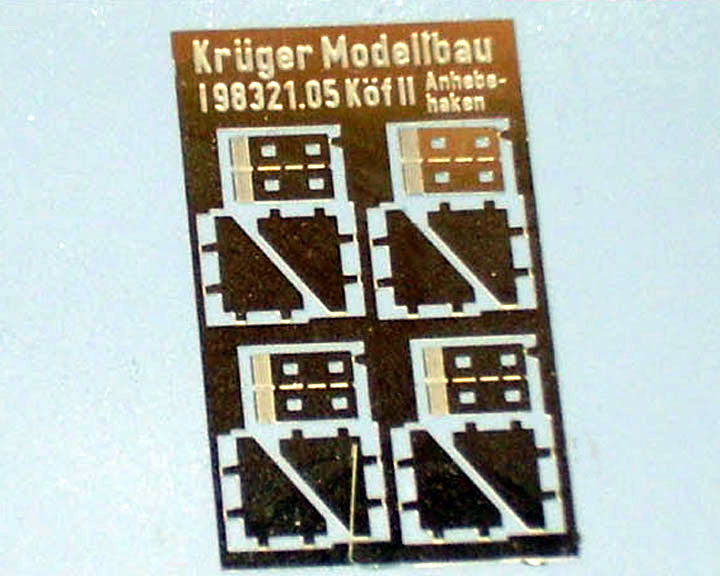 Krüger Modellbau
198321.05 Köf II Anhebe-
haken